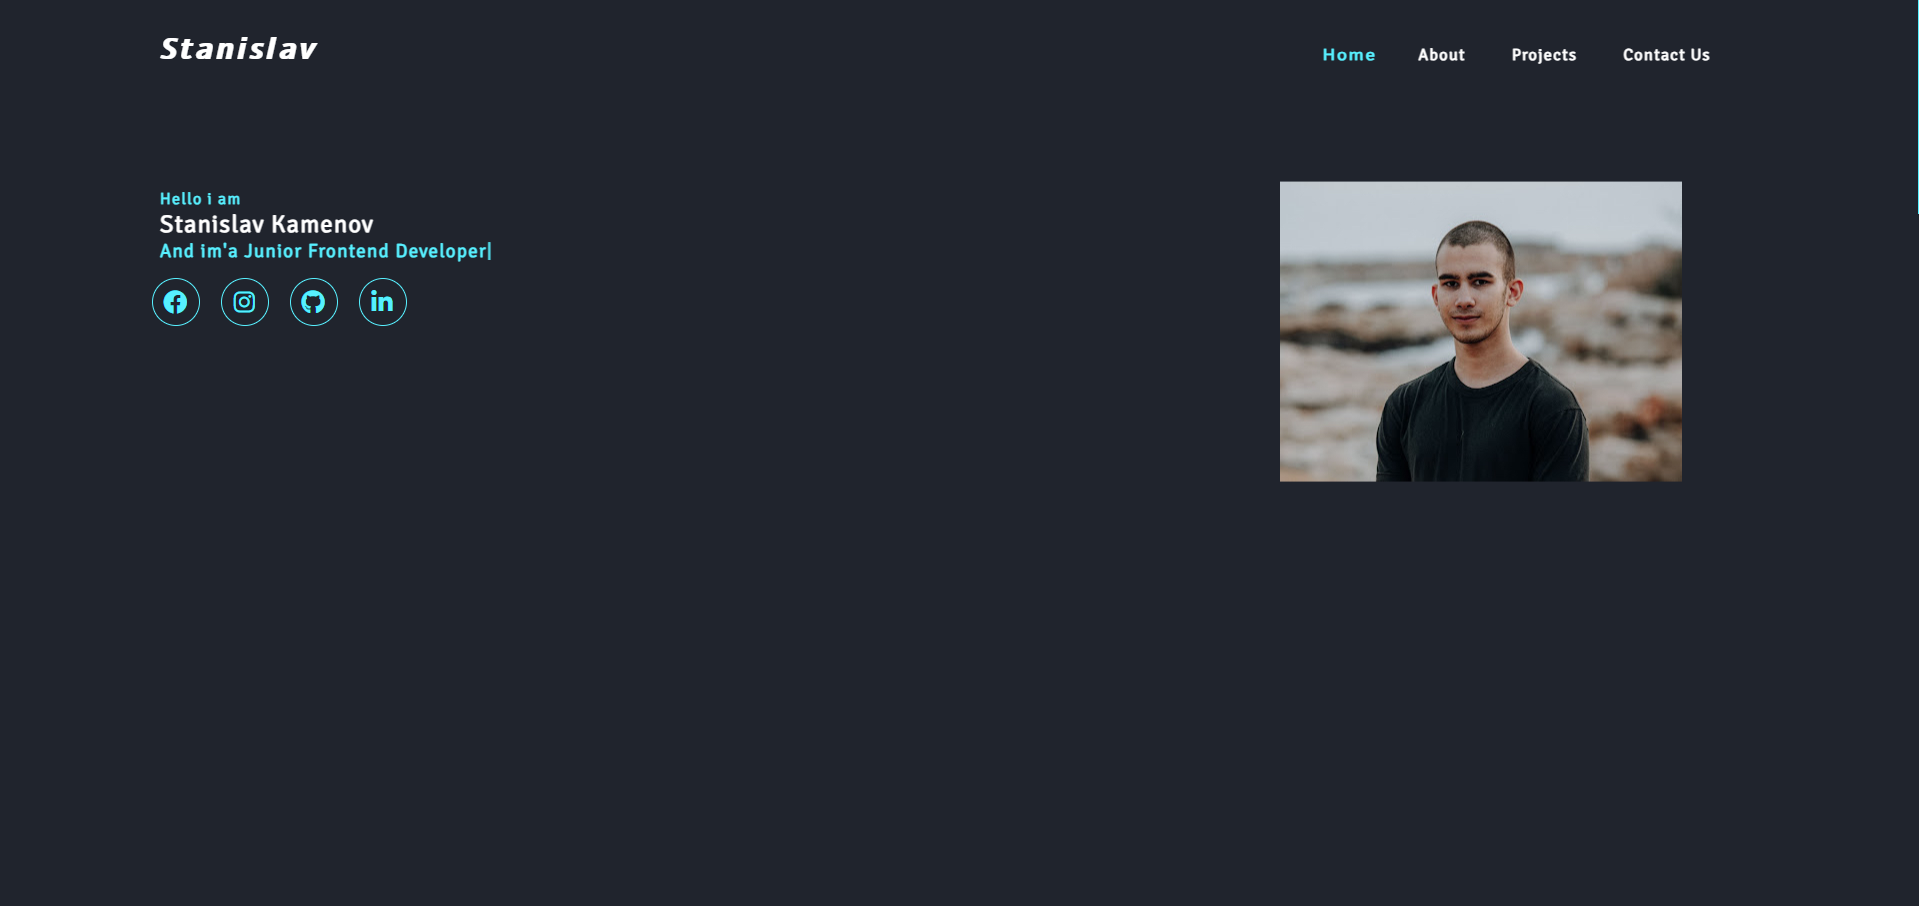 Stanislav
Home About Projects Contact Us
Hello i am
Stanislav Kamenov
And im'a Junior Frontend Developer|